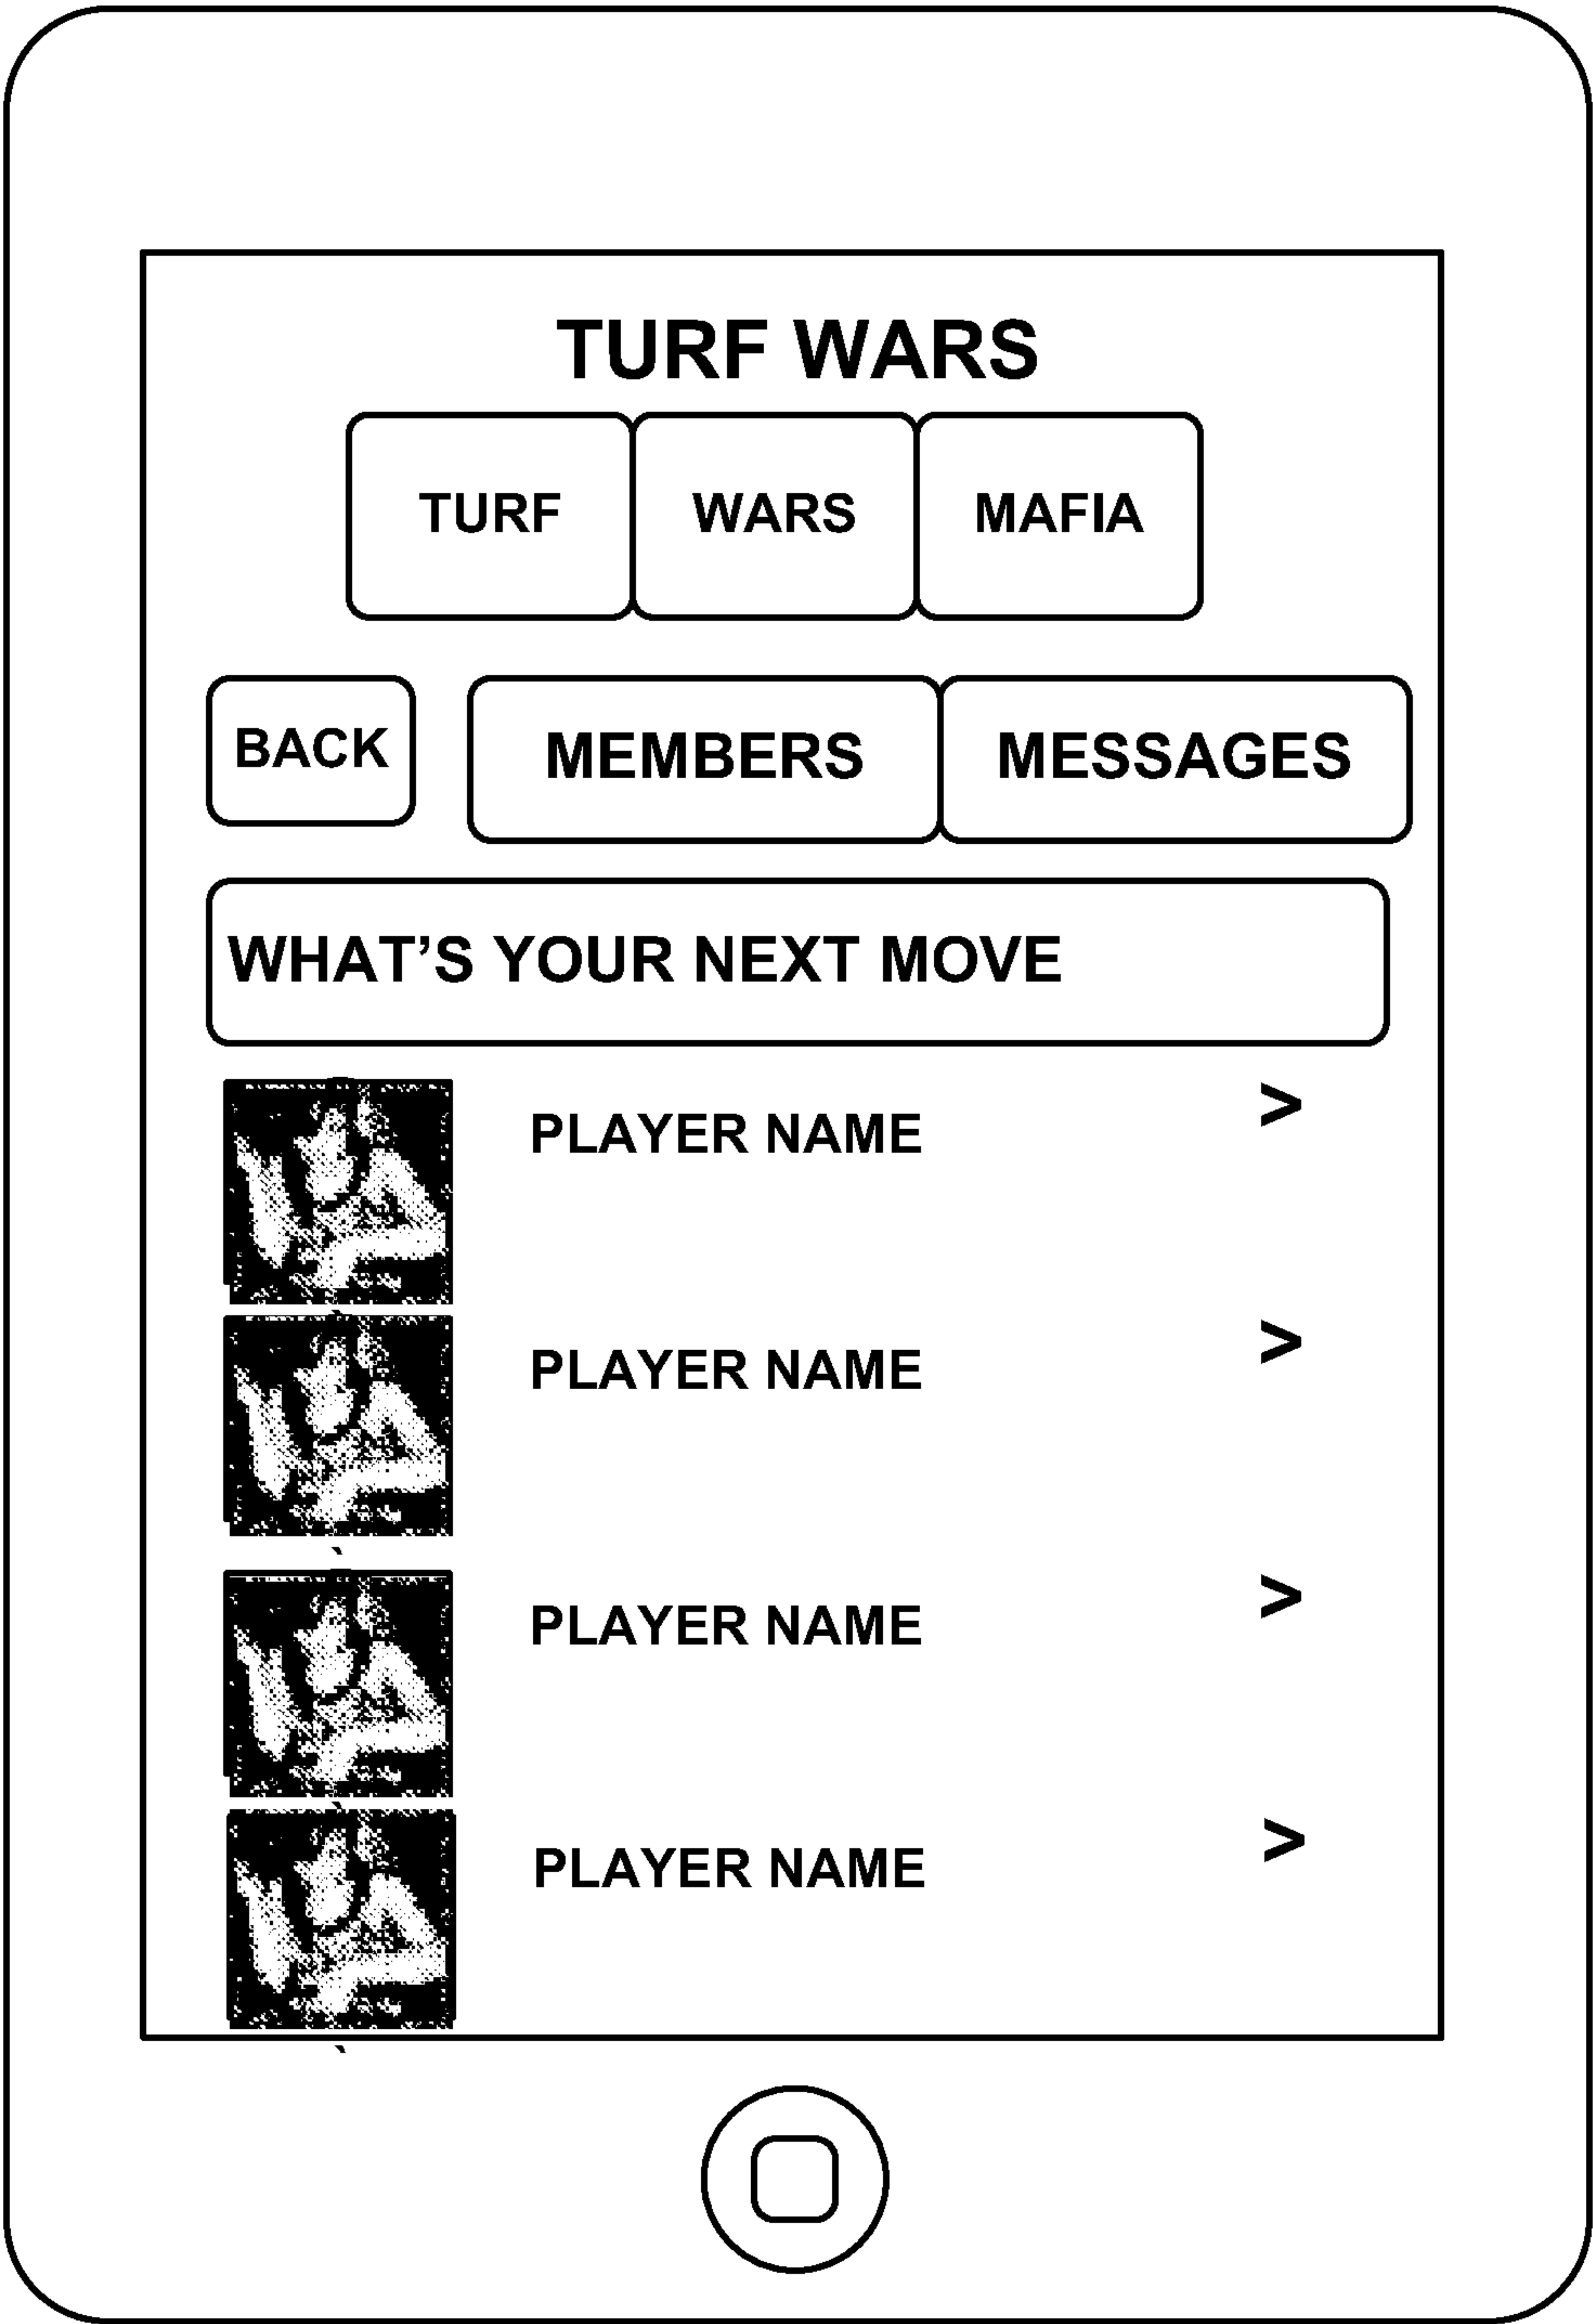 TURF WARS
TURF WARS MAFIA
BACK MEMBERS MESSAGES
WHAT'S YOUR NEXT MOVE
PLAYER NAME >
PLAYER NAME >
PLAYER NAME >
PLAYER NAME >